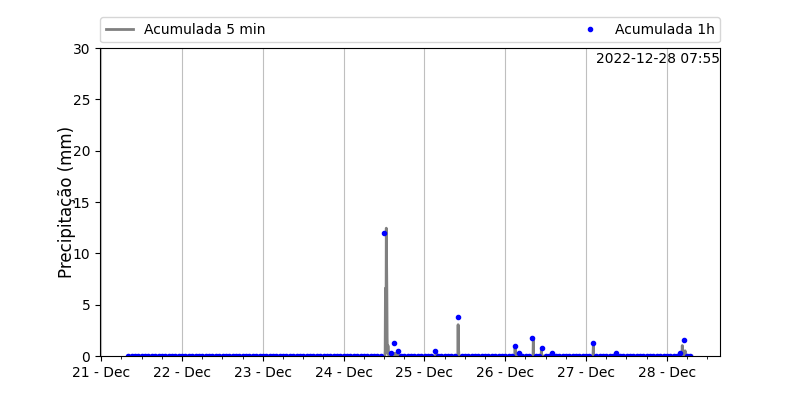 Acumulada 5 min
Acumulada 1h
2022-12-28 07:55
Precipitação (mm)
30
25
20
15
10
5
0
21 - Dec
22 - Dec
23 - Dec
24 - Dec
25 - Dec
26 - Dec
27 - Dec
28 - Dec